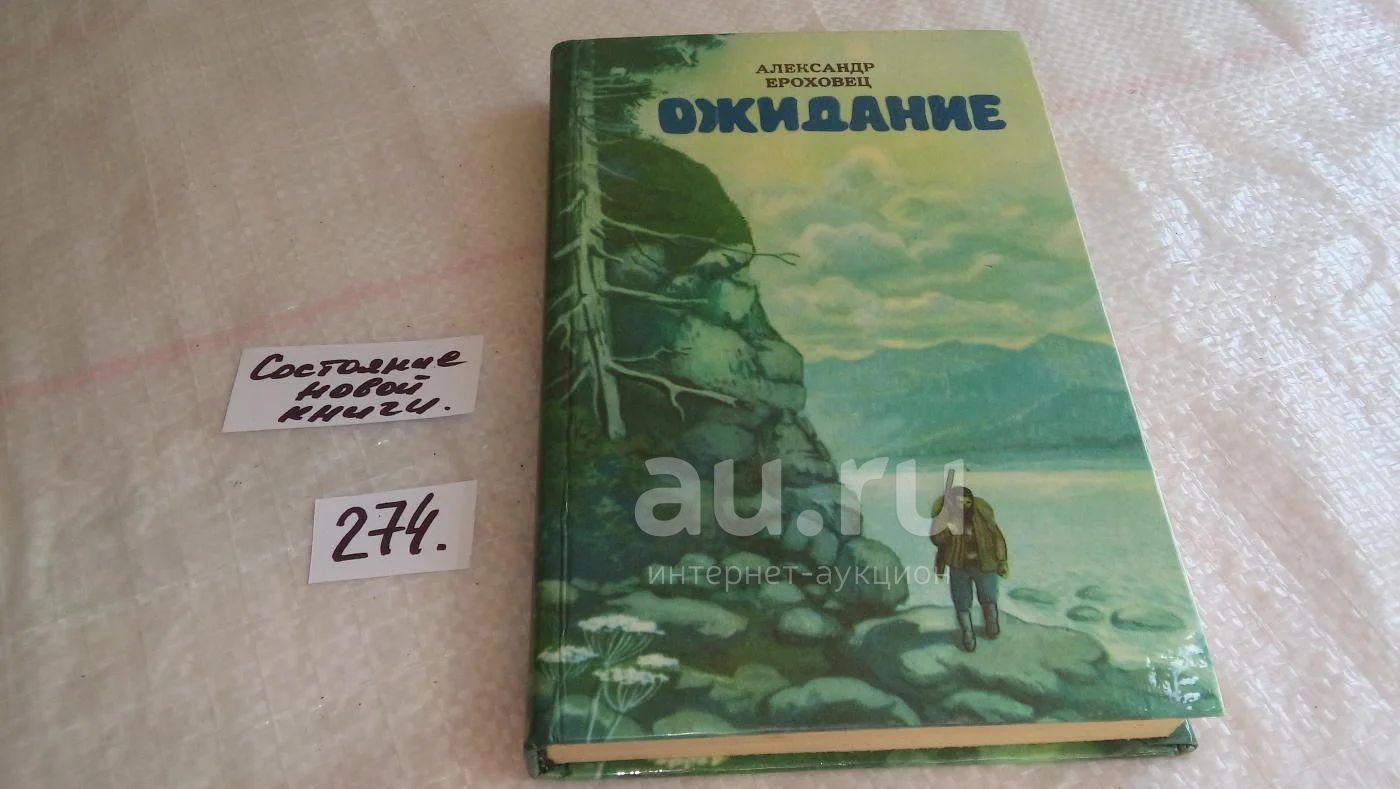 АЛЕКСАНДР
ЕРОХОВЕЦ
ОЖИДАНИЕ
Состояние
новой
книги.
274.
au.ru
интернет-аукцион